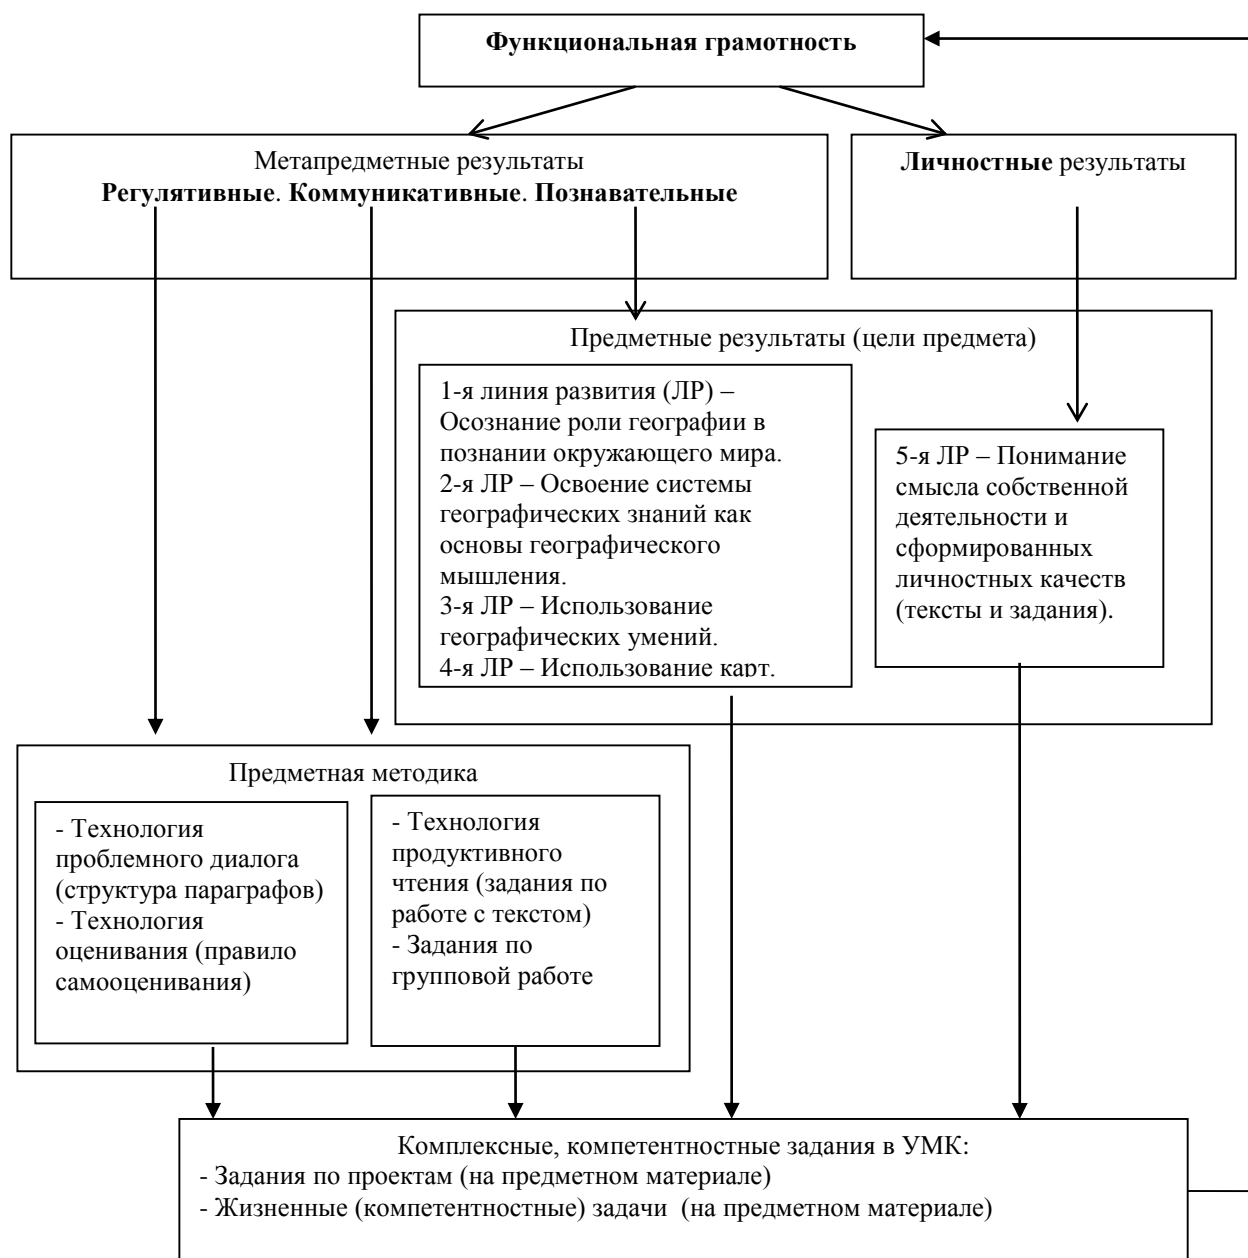 Функциональная грамотность
Метапредметные результаты
Регулятивные. Коммуникативные. Познавательные
Личностные результаты
Предметные результаты (цели предмета)
1-я линия развития (ЛР) –
Осознание роли географии в
познании окружающего мира.
2-я ЛР – Освоение системы
географических знаний как
основы географического
мышления.
3-я ЛР – Использование
географических умений.
4-я ЛР – Использование карт.
5-я ЛР – Понимание
смысла собственной
деятельности и
сформированных
личностных качеств
(тексты и задания).
Предметная методика
- Технология
проблемного диалога
(структура параграфов)
- Технология
оценивания (правило
самооценивания)
- Технология
продуктивного
чтения (задания по
работе с текстом)
- Задания по
групповой работе
Комплексные, компетентностные задания в УМК:
- Задания по проектам (на предметном материале)
- Жизненные (компетентностные) задачи (на предметном материале)